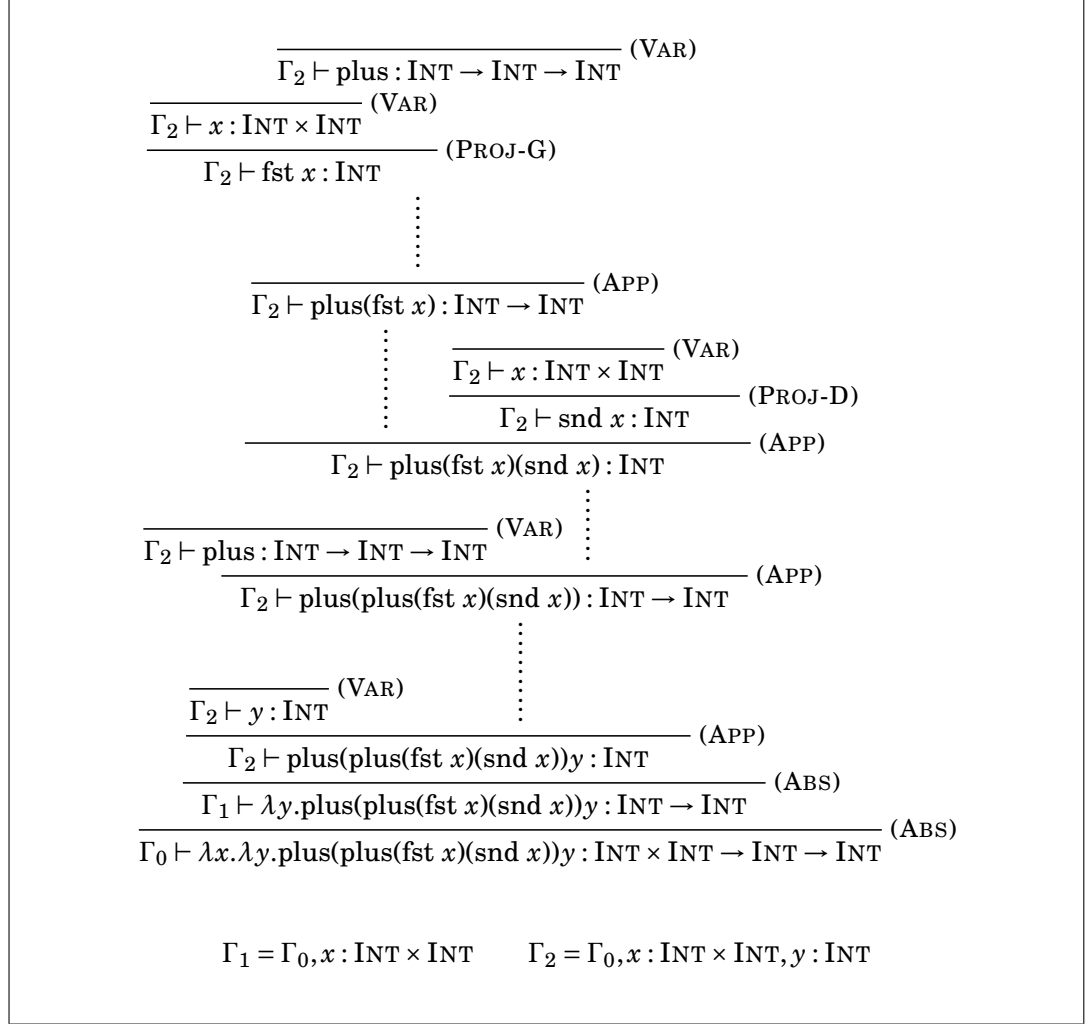 Γ₂ ⊢ plus : INT → INT → INT (VAR)
Γ₂ ⊢ x : INT × INT (VAR)
Γ₂ ⊢ fst x : INT (PROJ-G)
Γ₂ ⊢ plus(fst x) : INT → INT (APP)
Γ₂ ⊢ x : INT × INT (VAR)
Γ₂ ⊢ snd x : INT (PROJ-D)
Γ₂ ⊢ plus(fst x)(snd x) : INT (APP)
Γ₂ ⊢ plus : INT → INT → INT (VAR)
Γ₂ ⊢ plus(plus(fst x)(snd x)) : INT → INT (APP)
Γ₂ ⊢ y : INT (VAR)
Γ₂ ⊢ plus(plus(fst x)(snd x))y : INT (APP)
Γ₁ ⊢ λy.plus(plus(fst x)(snd x))y : INT → INT (ABS)
Γ₀ ⊢ λx.λy.plus(plus(fst x)(snd x))y : INT × INT → INT → INT (ABS)
Γ₁ = Γ₀, x : INT × INT Γ₂ = Γ₀, x : INT × INT, y : INT